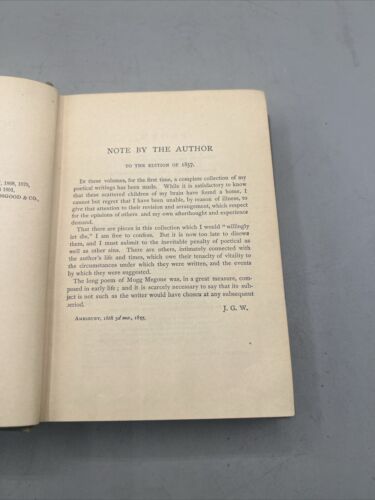 , 1888, 1875,
1891,
OSGOOD & CO.,
NOTE BY THE AUTHOR
TO THE EDITION OF 1857.
In these volumes, for the first time, a complete collection of my
poetical writings has been made. While it is satisfactory to know
that these scattered children of my brain have found a home, I
cannot but regret that I have been unable, by reason of illness, to
give that attention to their revision and arrangement, which respect
for the opinions of others and my own afterthought and experience
demand.
That there are pieces in this collection which I would "willingly
let die," I am free to confess. But it is now too late to disown
them, and I must submit to the inevitable penalty of poetical as
well as other sins. There are others, intimately connected with
the author's life and times, which owe their tenacity of vitality to
the circumstances under which they were written, and the events
by which they were suggested.
The long poem of Mogg Megone was, in a great measure, com-
posed in early life; and it is scarcely necessary to say that its sub-
ject is not such as the writer would have chosen at any subsequent
period.
J. G. W.
AMESBURY, 18th 3d mo., 1857.